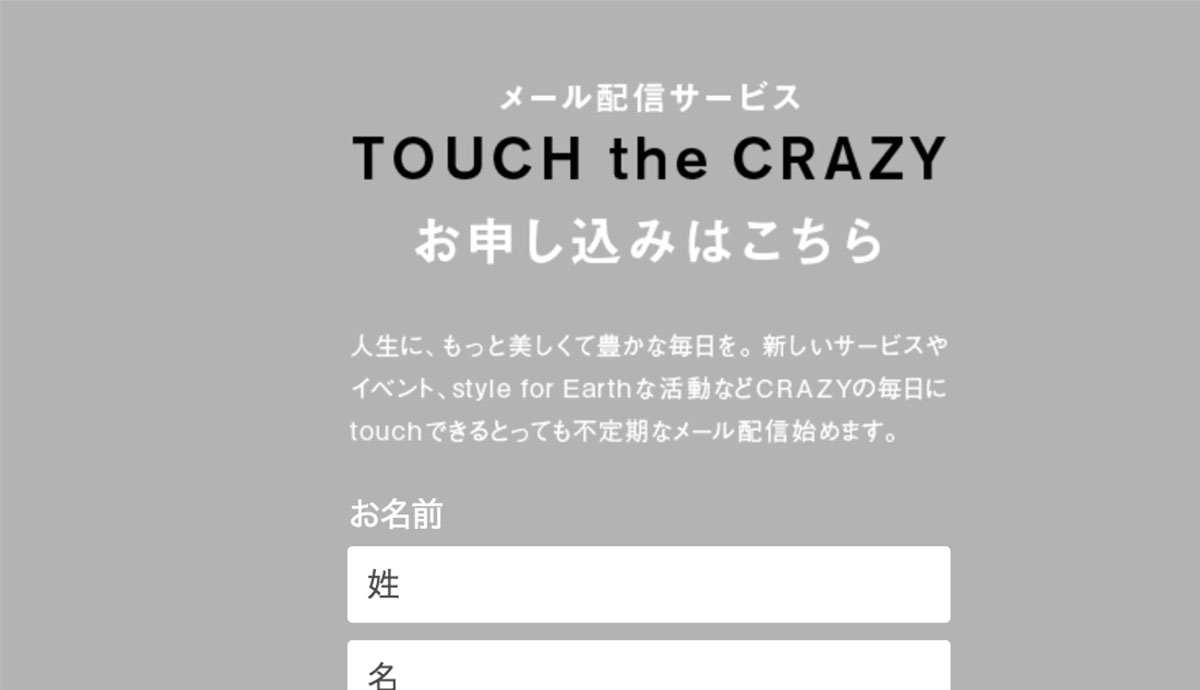 メール配信サービス
TOUCH the CRAZY
お申し込みはこちら
人生に、もっと美しくて豊かな毎日を。新しいサービスや
イベント、style for Earthな活動などCRAZYの毎日に
touchできるとっても不定期なメール配信始めます。
お名前
姓
名